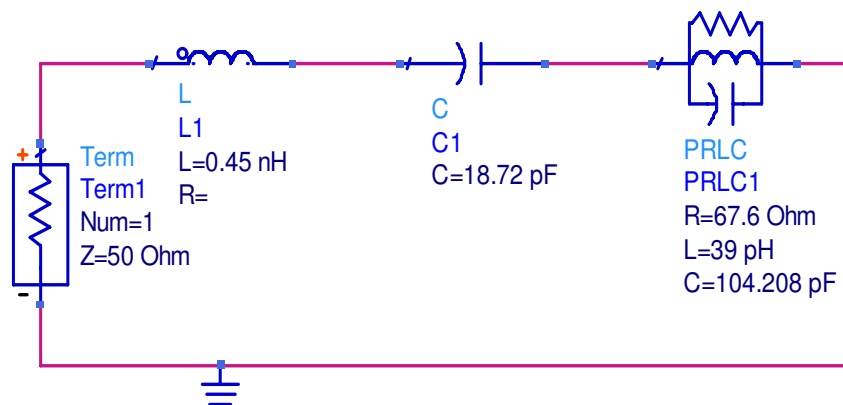 L
L1
L=0.45 nH
R=
C
C1
C=18.72 pF
PRLC
PRLC1
R=67.6 Ohm
L=39 pH
C=104.208 pF
+
Term
Term1
Num=1
Z=50 Ohm
-